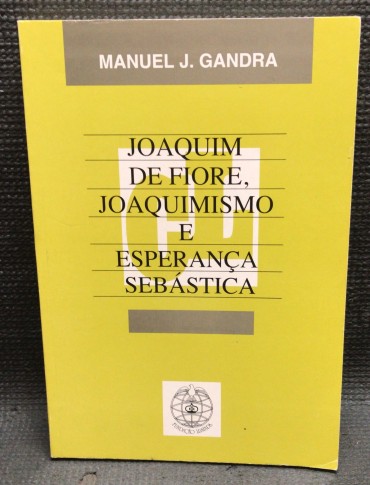 MANUEL J. GANDRA
JOAQUIM
DE FIORE,
JOAQUIMISMO
E
ESPERANÇA
SEBÁSTICA